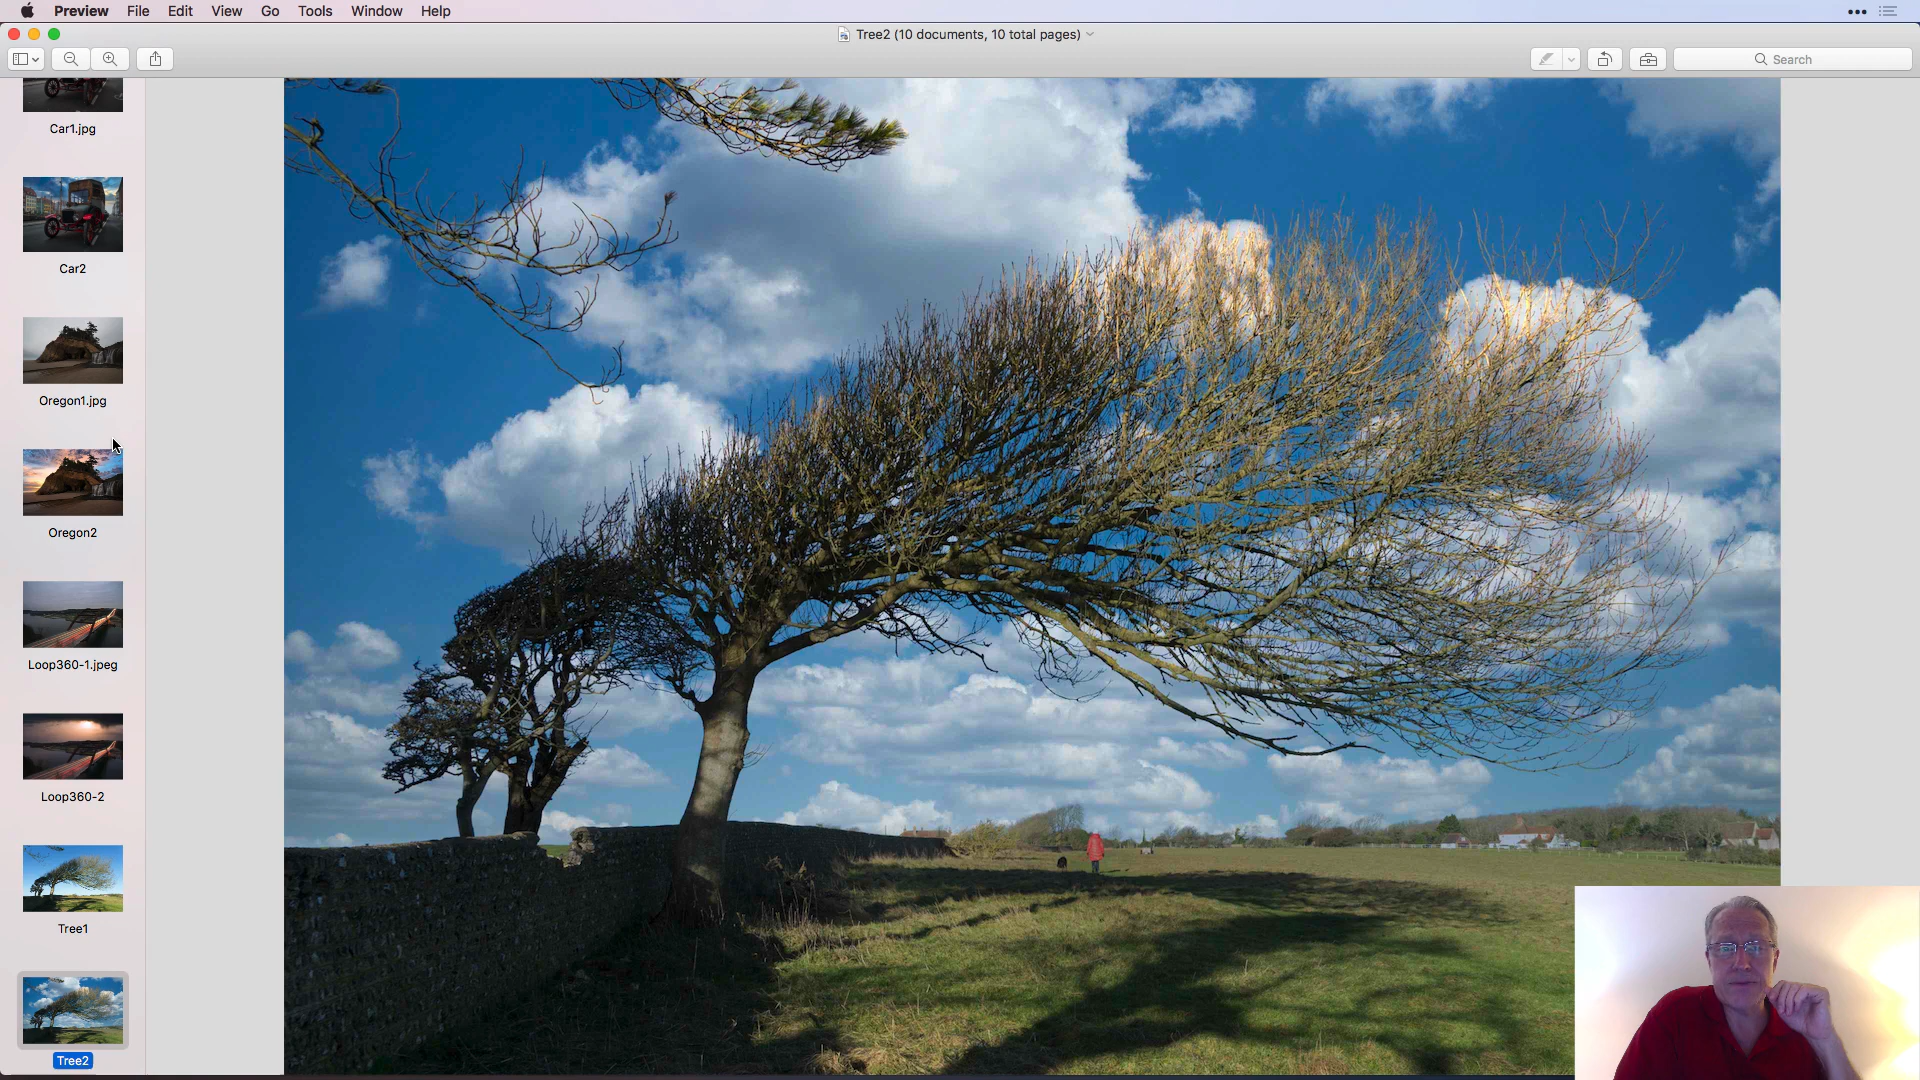 Preview File Edit View Go Tools Window Help
Tree2 (10 documents, 10 total pages)
Search
Car1.jpg
Car2
Oregon1.jpg
Oregon2
Loop360-1.jpeg
Loop360-2
Tree1
Tree2